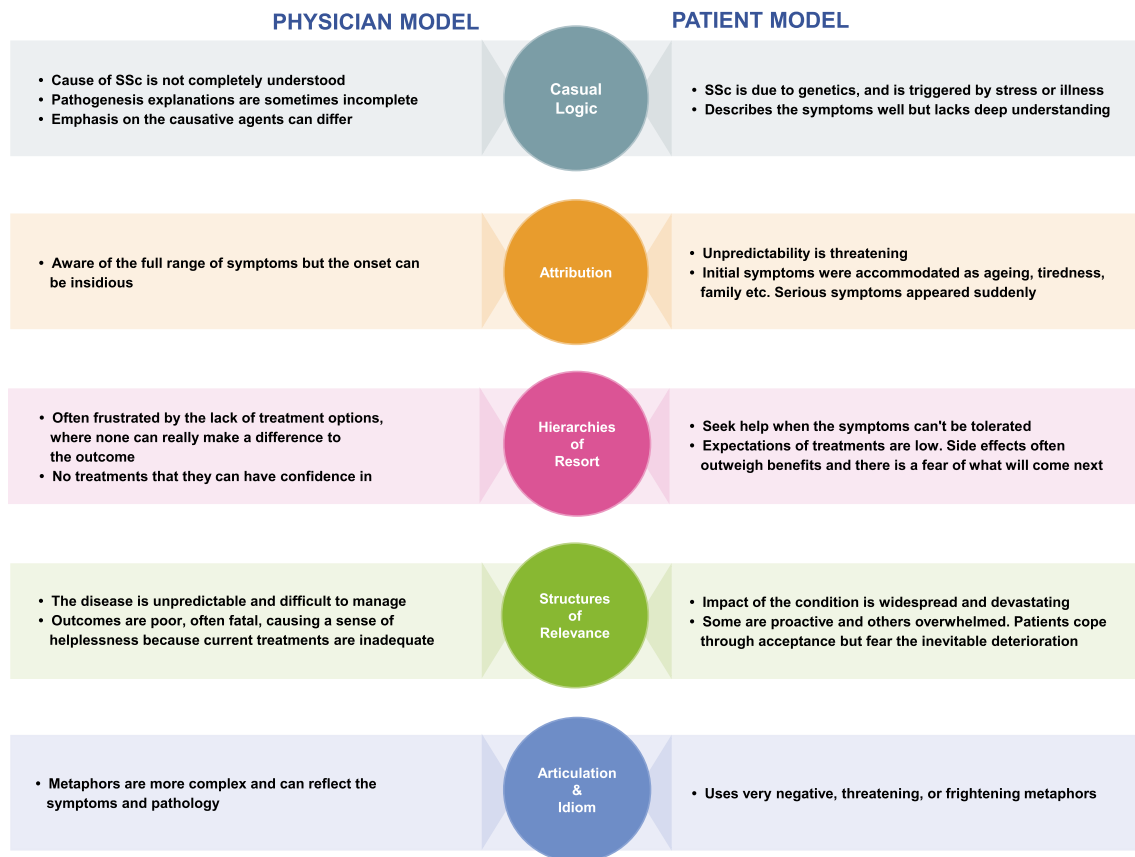 PHYSICIAN MODEL
PATIENT MODEL
• Cause of SSc is not completely understood
• Pathogenesis explanations are sometimes incomplete
• Emphasis on the causative agents can differ
Casual
Logic
• SSc is due to genetics, and is triggered by stress or illness
• Describes the symptoms well but lacks deep understanding
• Aware of the full range of symptoms but the onset can
be insidious
Attribution
• Unpredictability is threatening
• Initial symptoms were accommodated as ageing, tiredness,
family etc. Serious symptoms appeared suddenly
• Often frustrated by the lack of treatment options,
where none can really make a difference to
the outcome
• No treatments that they can have confidence in
Hierarchies
of
Resort
• Seek help when the symptoms can't be tolerated
• Expectations of treatments are low. Side effects often
outweigh benefits and there is a fear of what will come next
• The disease is unpredictable and difficult to manage
• Outcomes are poor, often fatal, causing a sense of
helplessness because current treatments are inadequate
Structures
of
Relevance
• Impact of the condition is widespread and devastating
• Some are proactive and others overwhelmed. Patients cope
through acceptance but fear the inevitable deterioration
• Metaphors are more complex and can reflect the
symptoms and pathology
Articulation
&
Idiom
• Uses very negative, threatening, or frightening metaphors